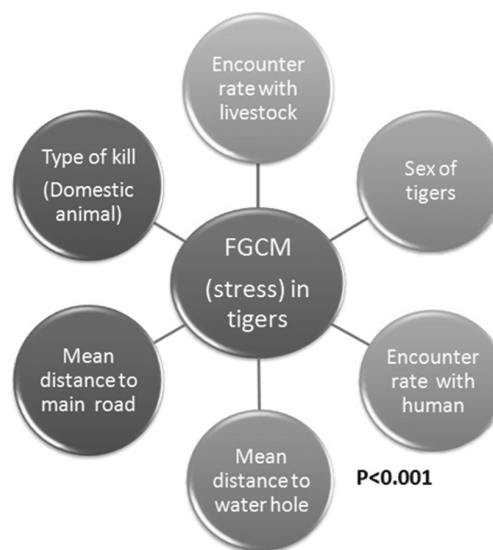 Encounter
rate with
livestock
Type of kill
(Domestic
animal)
Sex of
tigers
FGCM
(stress) in
tigers
Mean
distance to
main road
Encounter
rate with
human
Mean
distance to
water hole
P<0.001